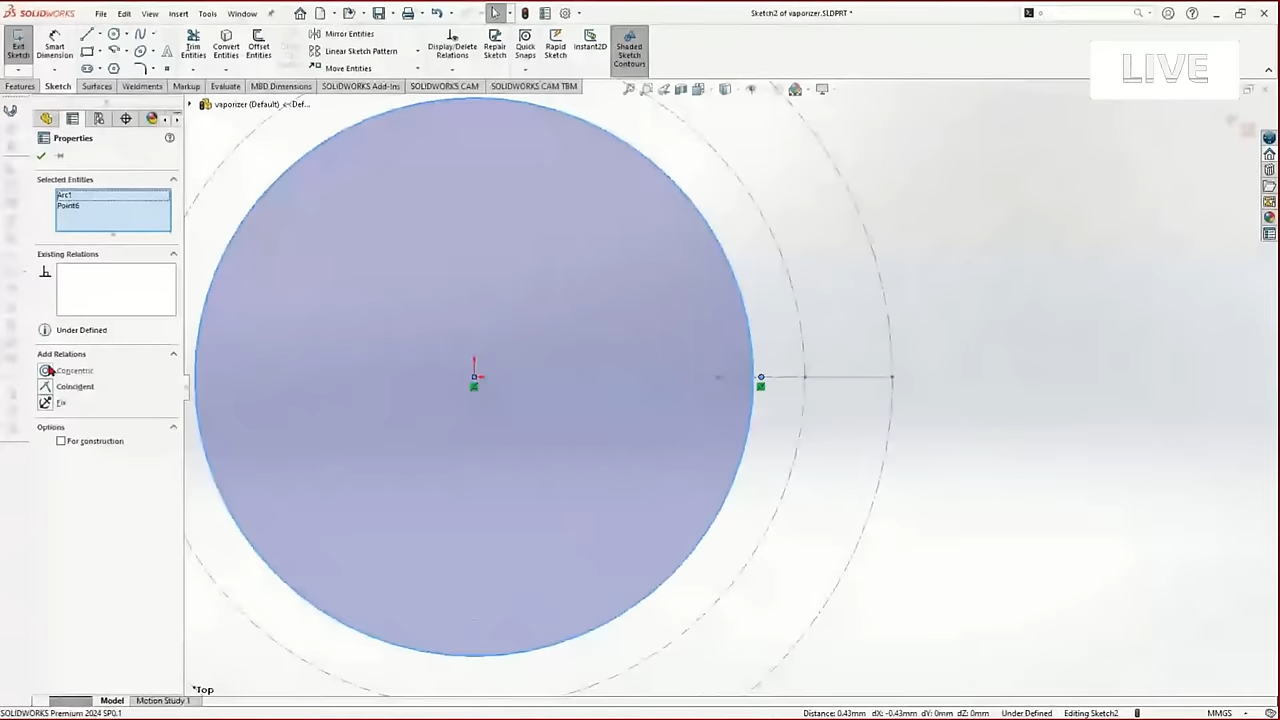 SOLIDWORKS
File
Edit
View
Insert
Tools
Window
Sketch2 of vaporizer.SLDPRT *
Exit Sketch
Smart Dimension
Trim Entities
Convert Entities
Offset Entities
Mirror Entities
Linear Sketch Pattern
Move Entities
Display/Delete Relations
Repair Sketch
Quick Snaps
Rapid Sketch
Instant2D
Shaded Sketch Contours
LIVE
Features
Sketch
Surfaces
Weldments
Markup
Evaluate
MBD Dimensions
SOLIDWORKS Add-Ins
SOLIDWORKS CAM
SOLIDWORKS CAM TBM
vaporizer (Default) <<Def...
Properties
Selected Entities
Arc1
Point6
Existing Relations
Under Defined
Add Relations
Concentric
Coincident
Fix
Options
For construction
*Top
Model
Motion Study 1
SOLIDWORKS Premium 2024 SP0.1
Distance: 0.43mm dX: -0.43mm dY: 0mm dZ: 0mm
Under Defined
Editing Sketch2
MMGS